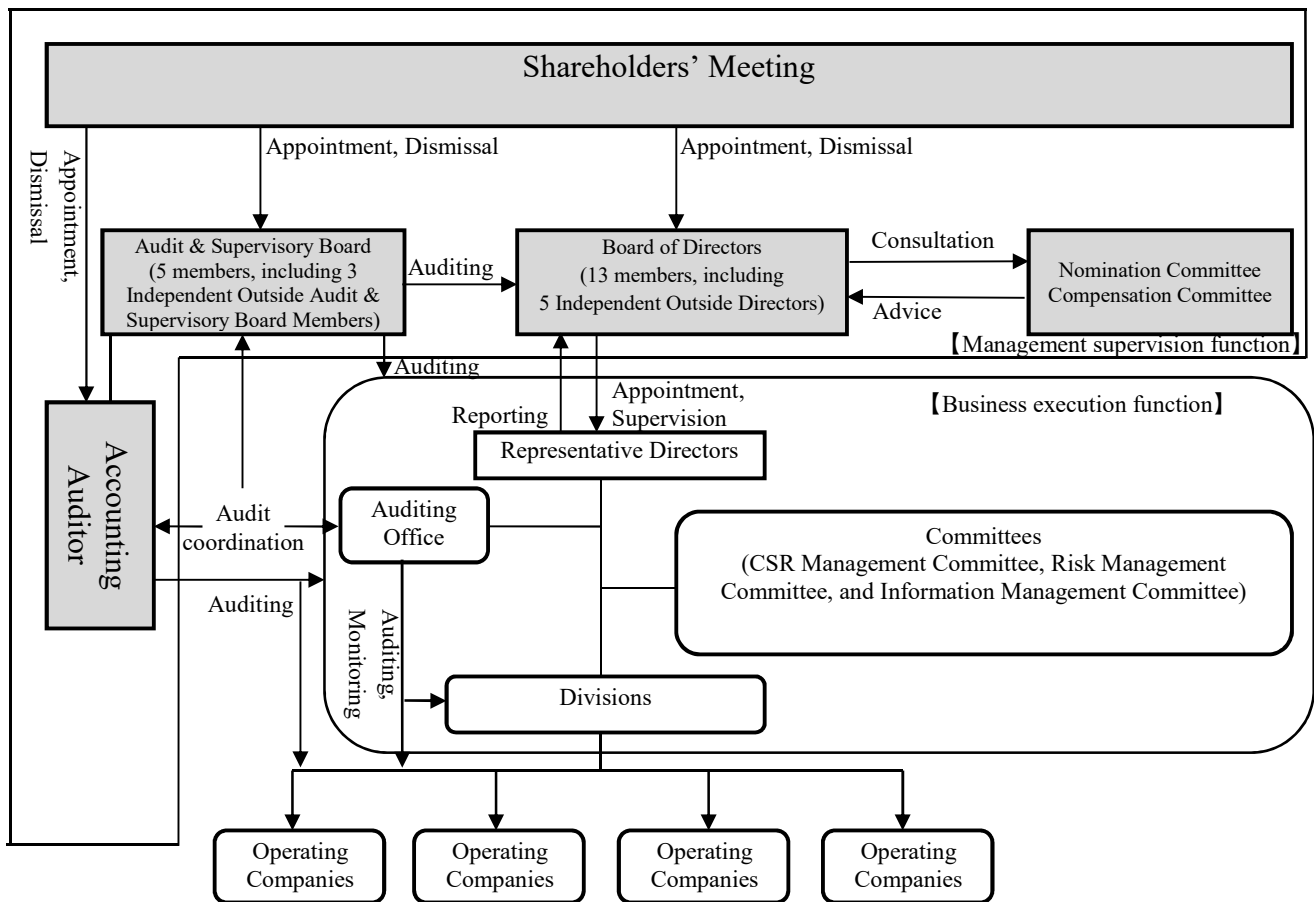 Shareholders’ Meeting
Appointment,
Dismissal
Appointment, Dismissal
Appointment, Dismissal
Audit & Supervisory Board
(5 members, including 3
Independent Outside Audit &
Supervisory Board Members)
Auditing
Board of Directors
(13 members, including
5 Independent Outside Directors)
Consultation
Advice
Nomination Committee
Compensation Committee
【Management supervision function】
Auditing
Reporting
Appointment,
Supervision
【Business execution function】
Representative Directors
Accounting
Auditor
Audit
coordination
Auditing
Office
Committees
(CSR Management Committee, Risk Management
Committee, and Information Management Committee)
Auditing
Auditing,
Monitoring
Divisions
Operating
Companies
Operating
Companies
Operating
Companies
Operating
Companies